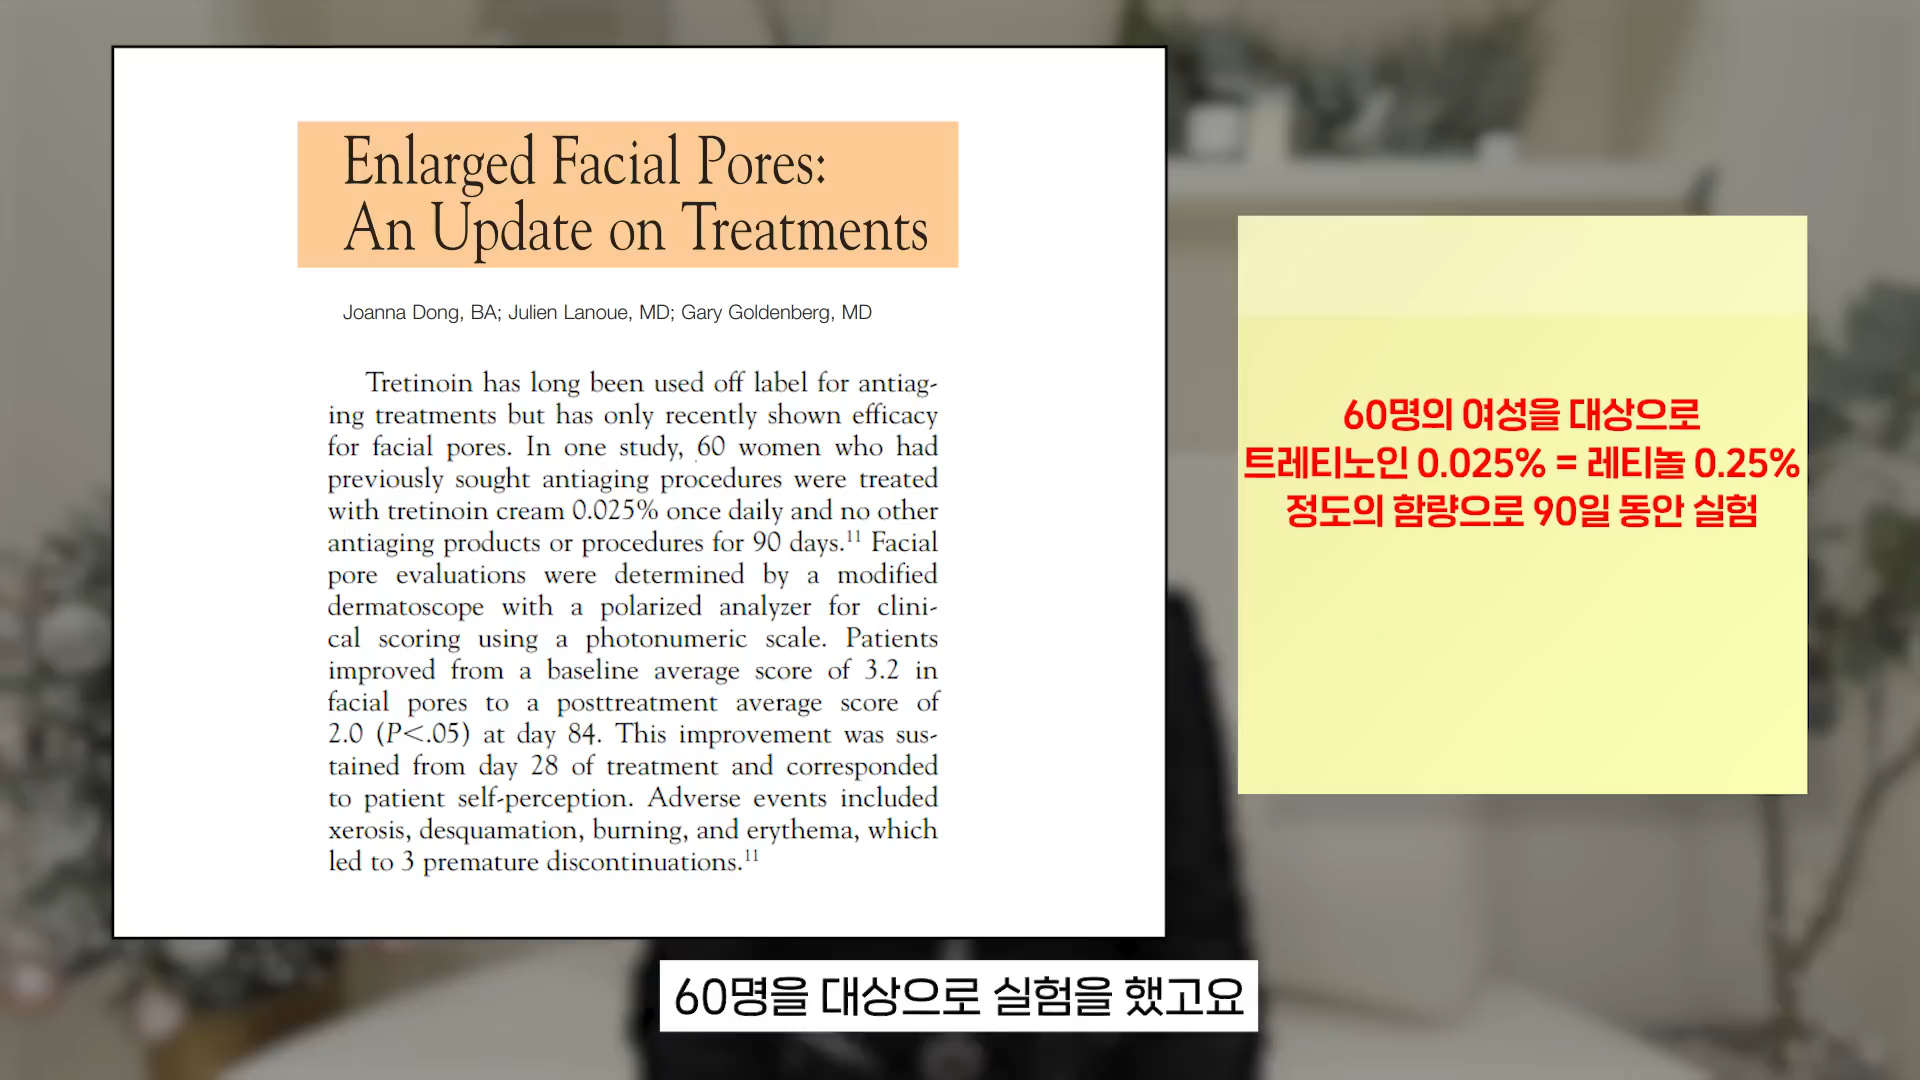 Enlarged Facial Pores:
An Update on Treatments
Joanna Dong, BA; Julien Lanoue, MD; Gary Goldenberg, MD
Tretinoin has long been used off label for antiag-
ing treatments but has only recently shown efficacy
for facial pores. In one study, 60 women who had
previously sought antiaging procedures were treated
with tretinoin cream 0.025% once daily and no other
antiaging products or procedures for 90 days.¹¹ Facial
pore evaluations were determined by a modified
dermatoscope with a polarized analyzer for clini-
cal scoring using a photonumeric scale. Patients
improved from a baseline average score of 3.2 in
facial pores to a posttreatment average score of
2.0 (P<.05) at day 84. This improvement was sus-
tained from day 28 of treatment and corresponded
to patient self-perception. Adverse events included
xerosis, desquamation, burning, and erythema, which
led to 3 premature discontinuations.¹¹
60명의 여성을 대상으로
트레티노인 0.025% = 레티놀 0.25%
정도의 함량으로 90일 동안 실험
60명을 대상으로 실험을 했고요